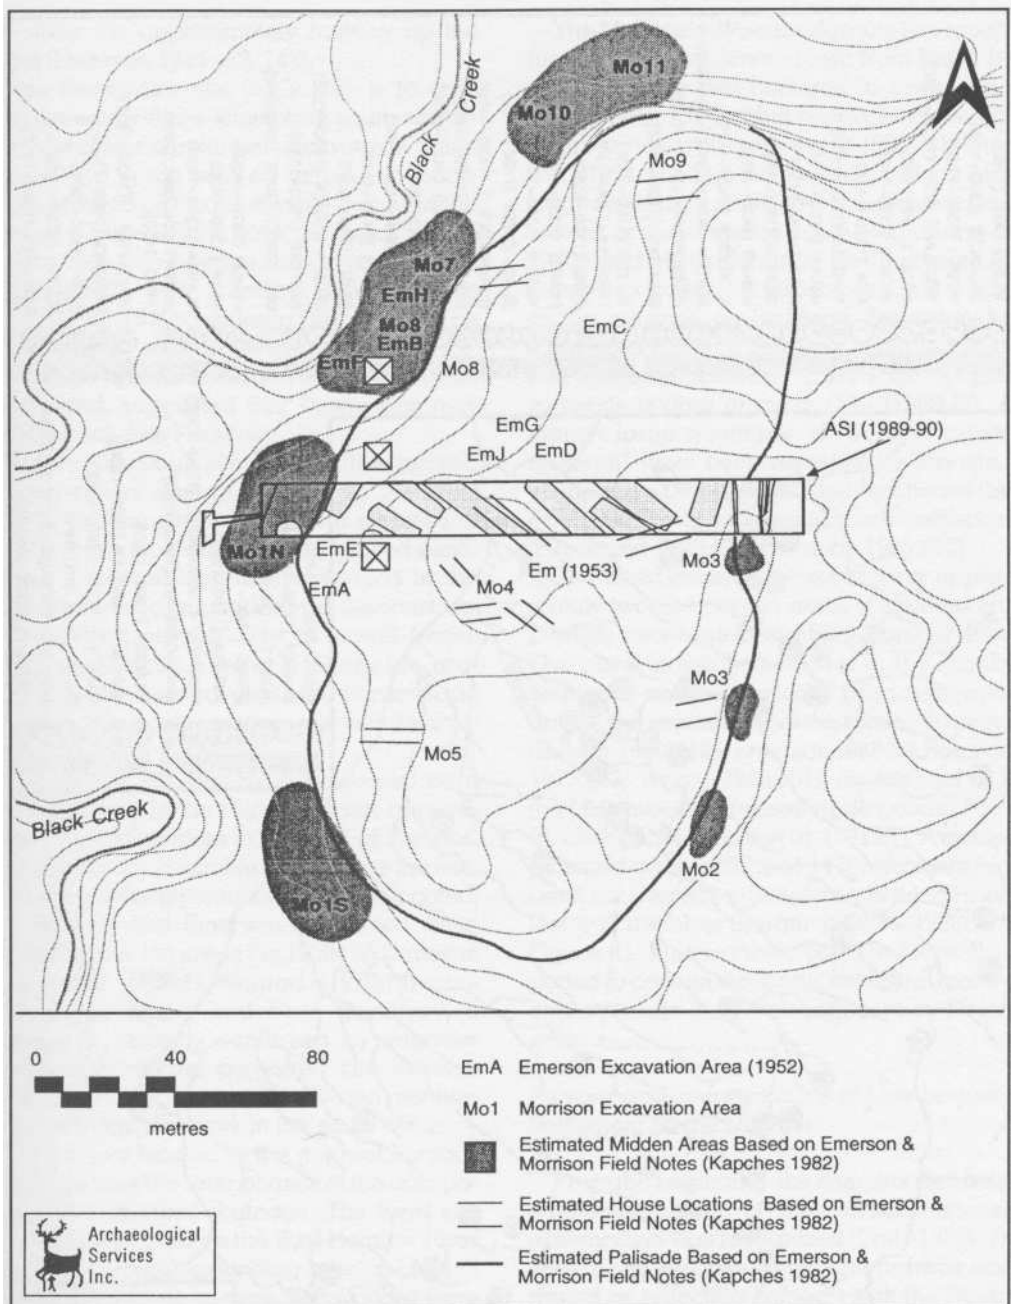 Black
Creek
Mo11
Mo10
Mo9
Mo7
EmH
Mo8
EmB
EmF
EmC
Mo8
EmG
EmJ
EmD
ASI (1989-90)
Mo1N
EmE
EmA
Mo4
Em (1953)
Mo3
Mo3
Mo5
Black Creek
Mo2
Mo1S
0 40 80
metres
EmA Emerson Excavation Area (1952)
Mo1 Morrison Excavation Area
Estimated Midden Areas Based on Emerson &
Morrison Field Notes (Kapches 1982)
Estimated House Locations Based on Emerson &
Morrison Field Notes (Kapches 1982)
Estimated Palisade Based on Emerson &
Morrison Field Notes (Kapches 1982)
Archaeological
Services
Inc.